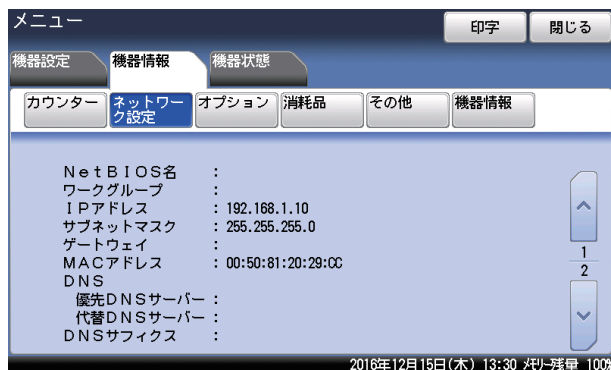 メニュー
印字 閉じる
機器設定 機器情報 機器状態
カウンター ネットワーク設定 オプション 消耗品 その他 機器情報
ＮｅｔＢＩＯＳ名 ：
ワークグループ ：
ＩＰアドレス ： 192.168.1.10
サブネットマスク ： 255.255.255.0
ゲートウェイ ：
ＭＡＣアドレス ： 00:50:81:20:29:CC
ＤＮＳ
優先ＤＮＳサーバー：
代替ＤＮＳサーバー：
ＤＮＳサフィクス ：
1
2
2016年12月15日(木) 13:30 ﾒﾓﾘｰ残量 100%